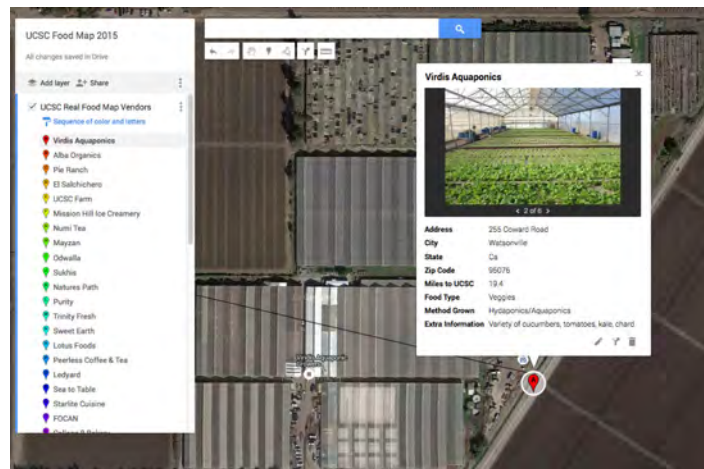 UCSC Food Map 2015
All changes saved in Drive
Add layer Share
UCSC Real Food Map Vendors
Sequence of color and letters
Virdis Aquaponics
Alba Organics
Pie Ranch
El Salchichero
UCSC Farm
Mission Hill Ice Creamery
Numi Tea
Mayzan
Odwalla
Sukhis
Natures Path
Purity
Trinity Fresh
Sweet Earth
Lotus Foods
Peerless Coffee & Tea
Ledyard
Sea to Table
Starlite Cuisine
FOCAN
Virdis Aquaponics
2 of 6
Address 255 Coward Road
City Watsonville
State Ca
Zip Code 95076
Miles to UCSC 19.4
Food Type Veggies
Method Grown Hydaponics/Aquaponics
Extra Information Variety of cucumbers, tomatoes, kale, chard